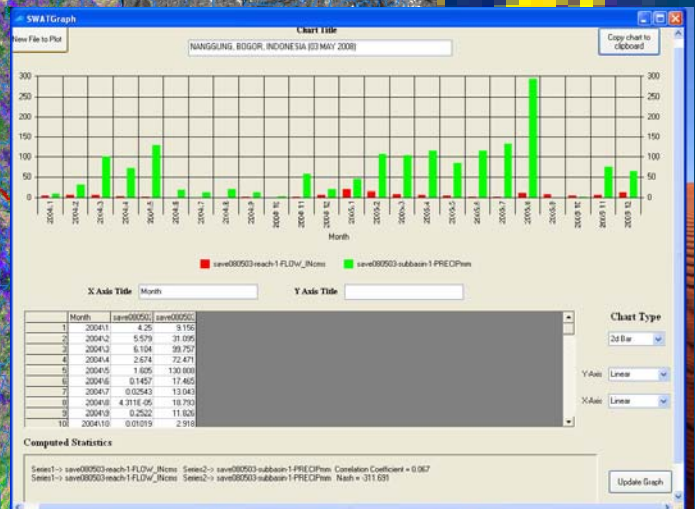 SWATGraph
Chart Title
New File to Plot
NANGGUNG, BOGOR, INDONESIA (03 MAY 2008)
Copy chart to
clipboard
300 300
250 250
200 200
150 150
100 100
50 50
0 0
2004\1 2004\2 2004\3 2004\4 2004\5 2004\6 2004\7 2004\8 2004\9 2004\10 2004\11 2004\12 2005\1 2005\2 2005\3 2005\4 2005\5 2005\6 2005\7 2005\8 2005\9 2005\10 2005\11 2005\12
Month
save080503-reach-1-FLOW_INcms save080503-subbasin-1-PRECIPmm
X Axis Title Month Y Axis Title
Month save080503 save080503
1 2004\1 4.25 9.156
2 2004\2 5.579 31.095
3 2004\3 6.104 99.757
4 2004\4 2.674 72.471
5 2004\5 1.605 130.808
6 2004\6 0.1457 17.465
7 2004\7 0.02543 13.043
8 2004\8 4.311E-05 18.793
9 2004\9 0.2522 11.826
10 2004\10 0.01019 2.918
Chart Type
2d Bar
Y-Axis Linear
X-Axis Linear
Computed Statistics
Series1-> save080503-reach-1-FLOW_INcms Series2-> save080503-subbasin-1-PRECIPmm Correlation Coefficient = 0.067
Series1-> save080503-reach-1-FLOW_INcms Series2-> save080503-subbasin-1-PRECIPmm Nash = -311.691
Update Graph